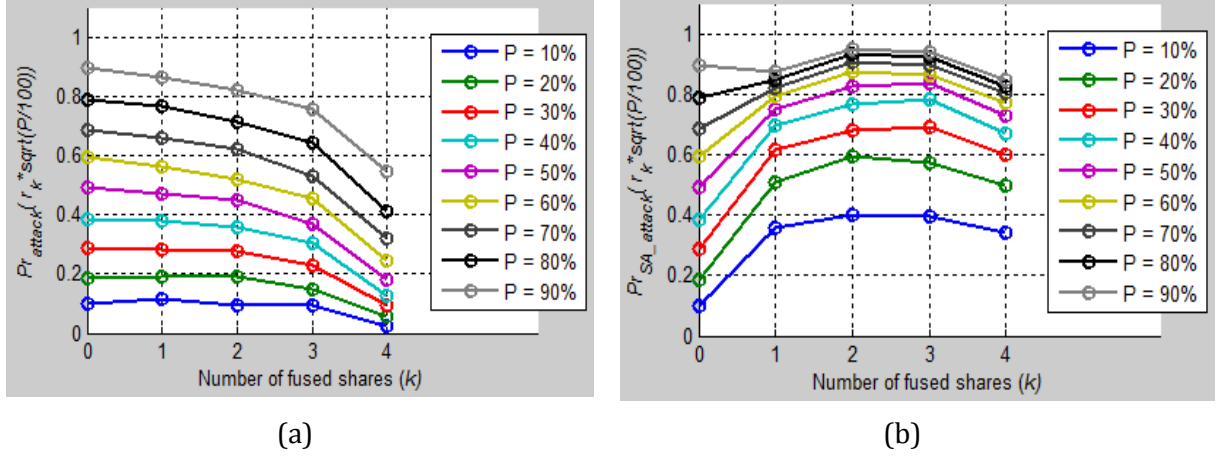 1
0.8
0.6
0.4
0.2
0
0 1 2 3 4
Pr_attack( r_k*sqrt(P/100))
Number of fused shares (k)
P = 10%
P = 20%
P = 30%
P = 40%
P = 50%
P = 60%
P = 70%
P = 80%
P = 90%
(a)
1
0.8
0.6
0.4
0.2
0
0 1 2 3 4
Pr_SA_attack( r_k*sqrt(P/100))
Number of fused shares (k)
P = 10%
P = 20%
P = 30%
P = 40%
P = 50%
P = 60%
P = 70%
P = 80%
P = 90%
(b)